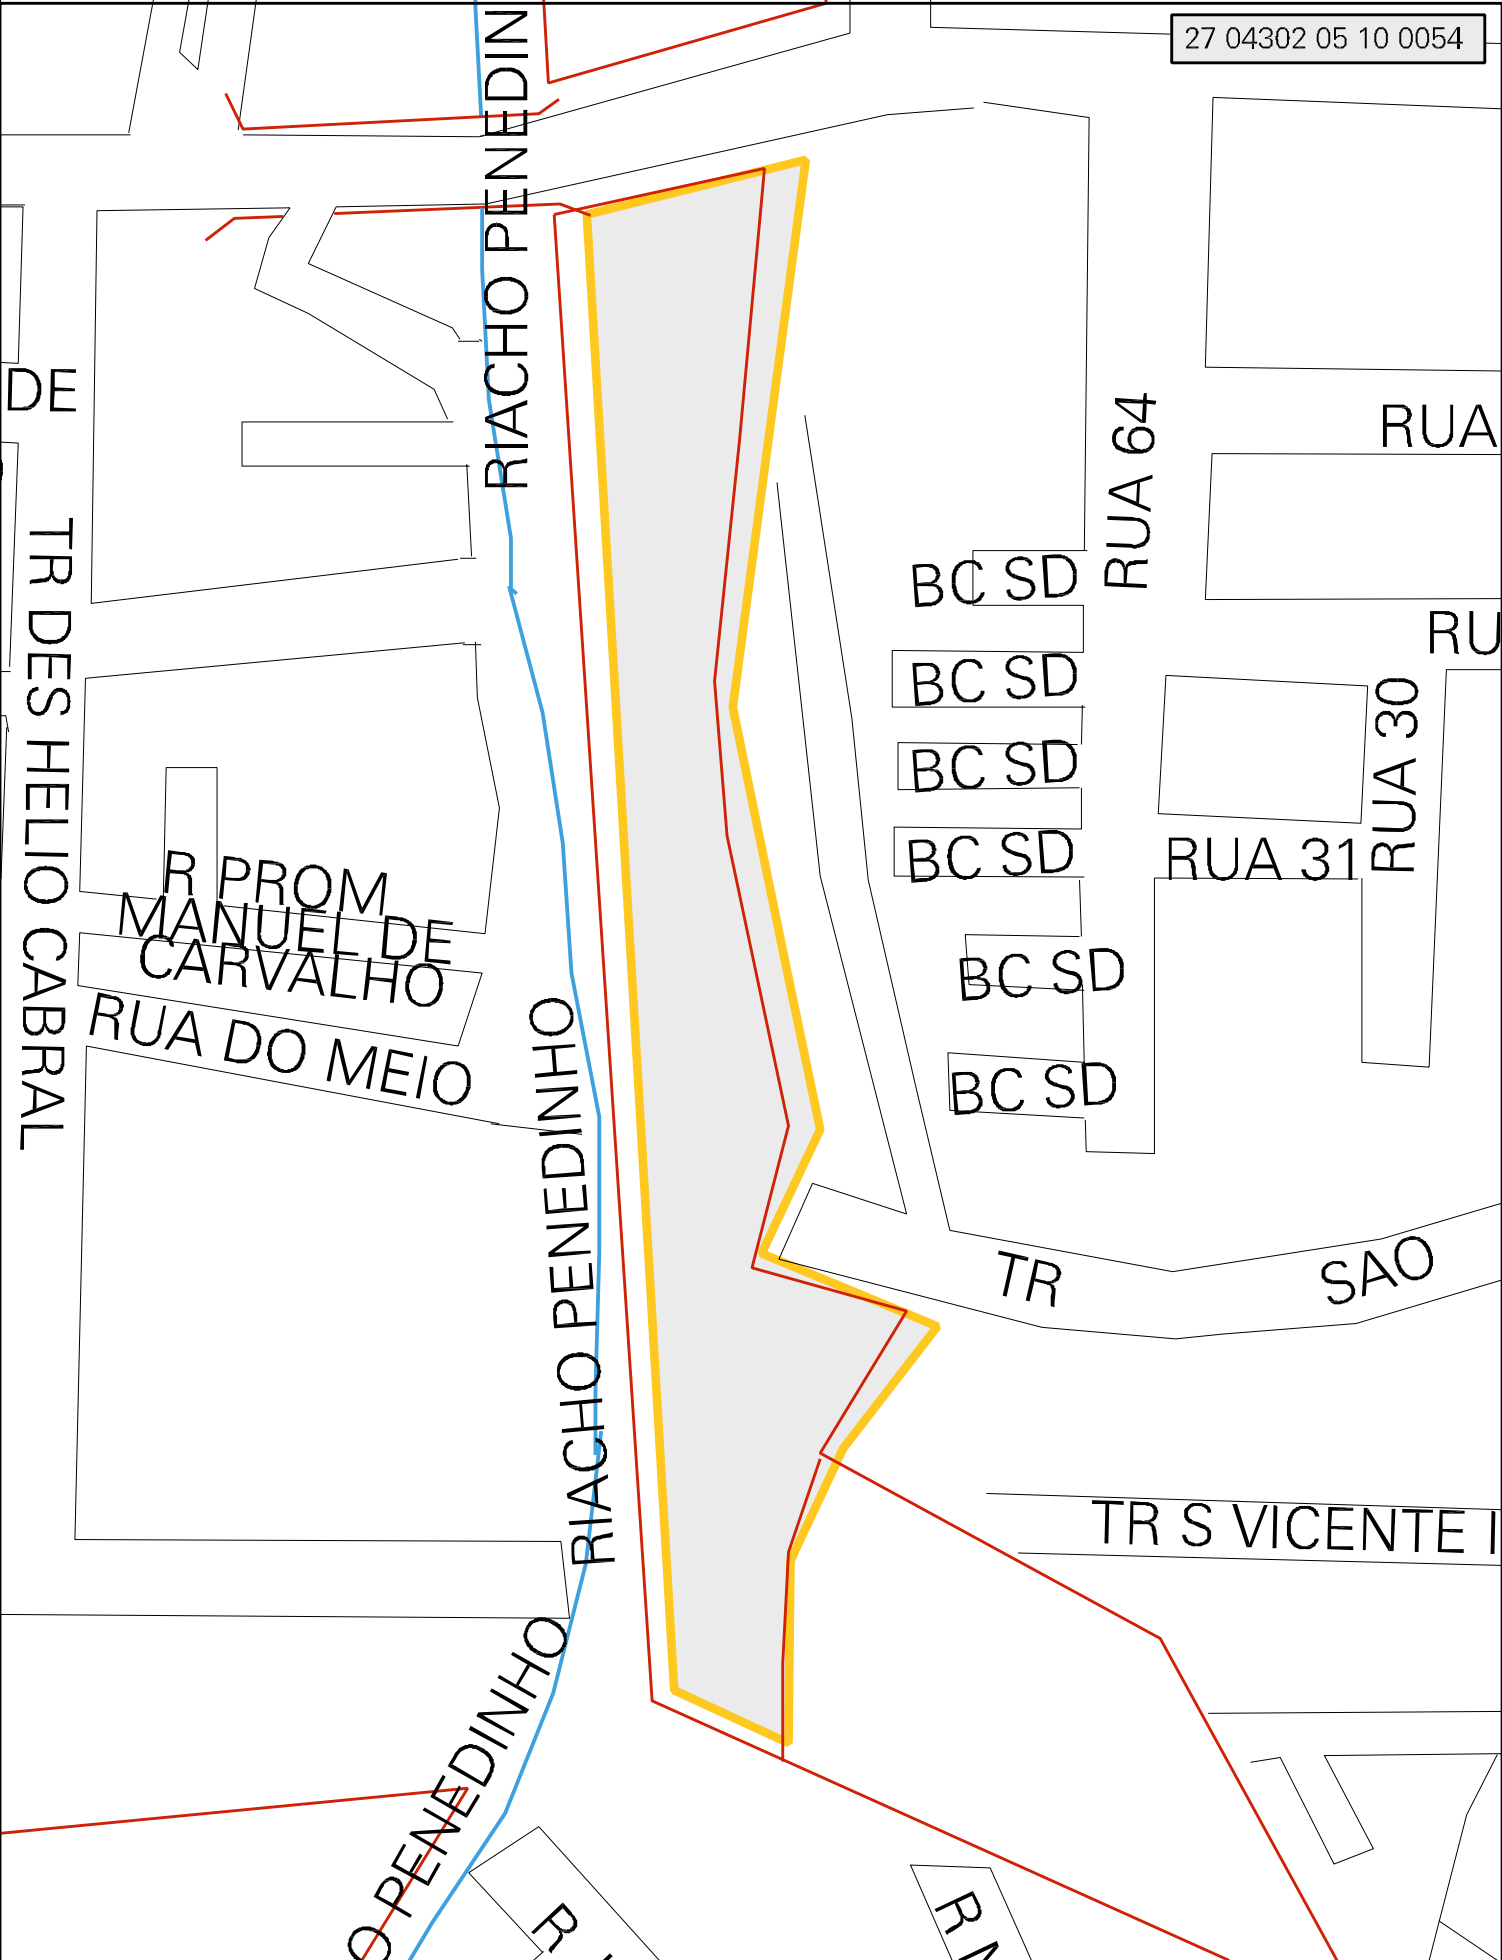 27 04302 05 10 0054
RIACHO PENEDIN
DE
RUA 64
RUA
BC SD
RU
TR DES HELIO CABRAL
BC SD
RUA 30
BC SD
BC SD
RUA 31
R PROM
MANUEL DE
CARVALHO
BC SD
RUA DO MEIO
BC SD
RIACHO PENEDINHO
TR
SAO
TR S VICENTE I
O PENEDINHO
R
R